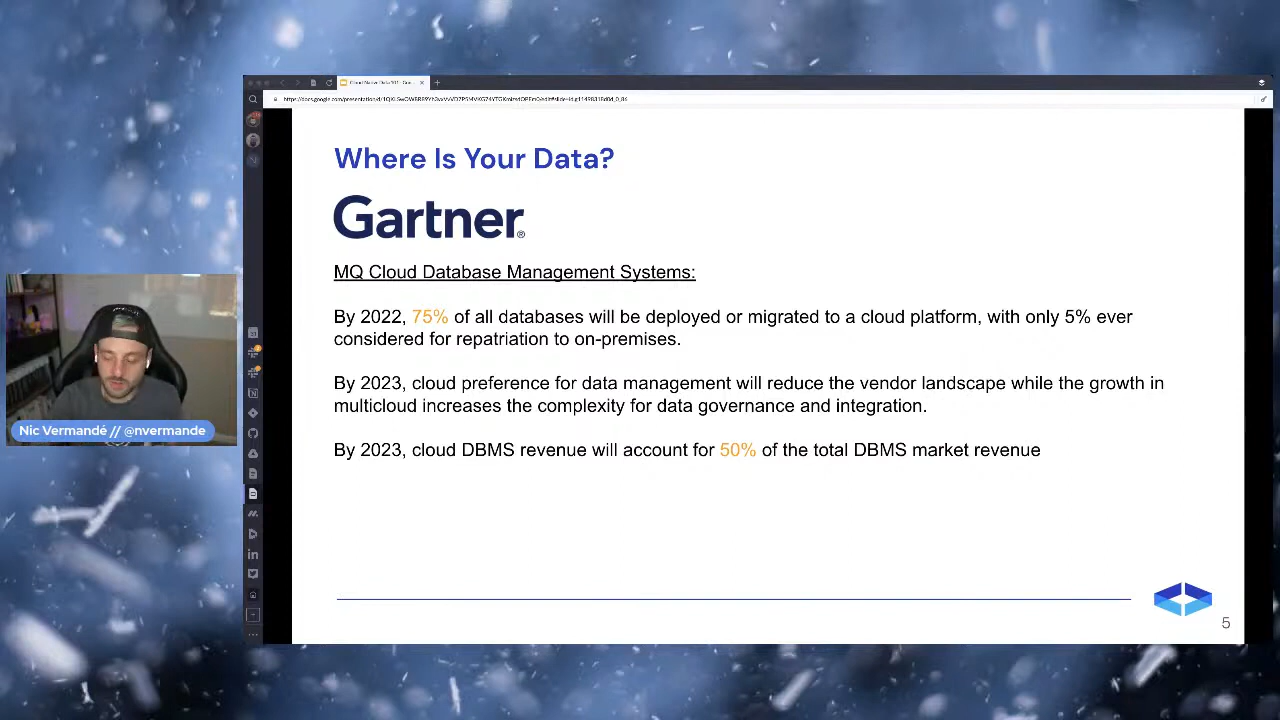 Where Is Your Data?
Gartner®
MQ Cloud Database Management Systems:
By 2022, 75% of all databases will be deployed or migrated to a cloud platform, with only 5% ever
considered for repatriation to on-premises.
By 2023, cloud preference for data management will reduce the vendor landscape while the growth in
multicloud increases the complexity for data governance and integration.
By 2023, cloud DBMS revenue will account for 50% of the total DBMS market revenue
5
Nic Vermandé // @nvermande